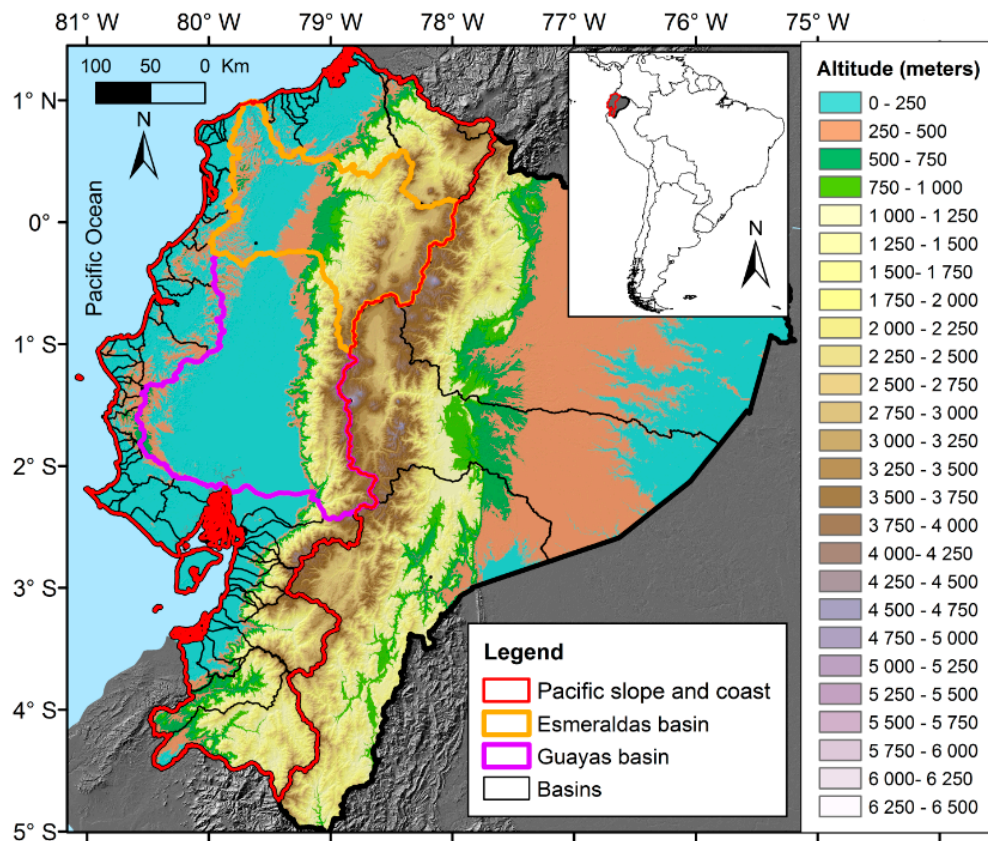 81° W
80° W
79° W
78° W
77° W
76° W
75° W
100 50 0 Km
N
1° N
0°
1° S
2° S
3° S
4° S
5° S
Pacific Ocean
N
Altitude (meters)
0 - 250
250 - 500
500 - 750
750 - 1 000
1 000 - 1 250
1 250 - 1 500
1 500- 1 750
1 750 - 2 000
2 000 - 2 250
2 250 - 2 500
2 500 - 2 750
2 750 - 3 000
3 000 - 3 250
3 250 - 3 500
3 500 - 3 750
3 750 - 4 000
4 000 - 4 250
4 250 - 4 500
4 500 - 4 750
4 750 - 5 000
5 000 - 5 250
5 250 - 5 500
5 500 - 5 750
5 750 - 6 000
6 000- 6 250
6 250 - 6 500
Legend
Pacific slope and coast
Esmeraldas basin
Guayas basin
Basins